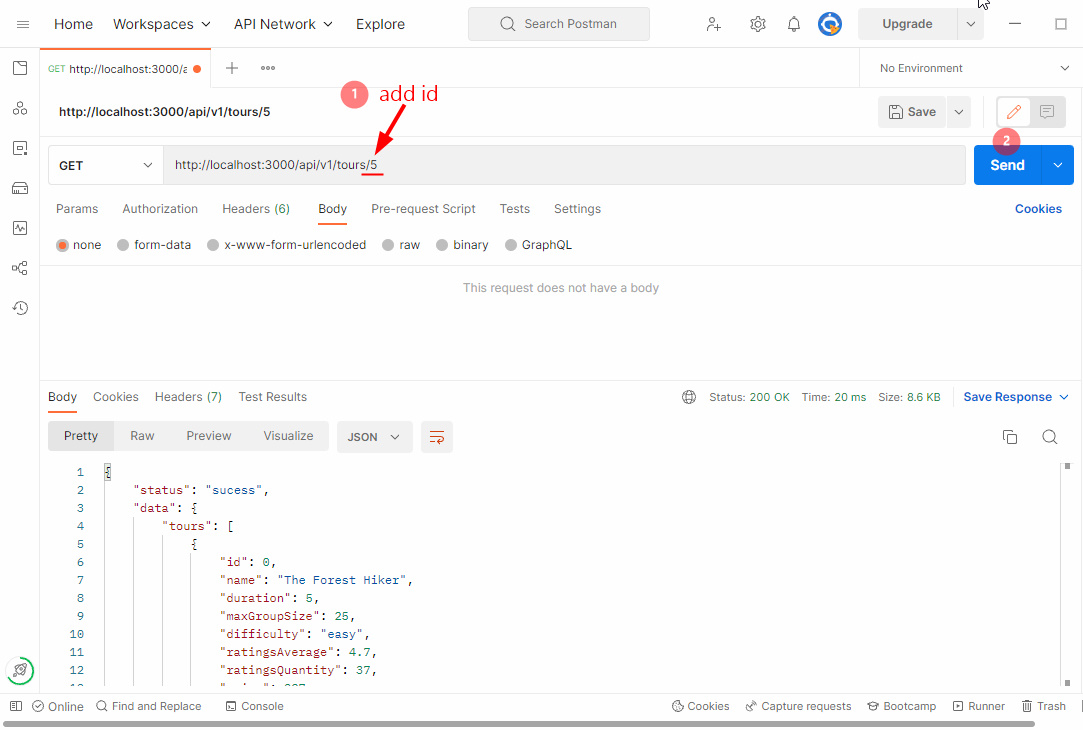 Home Workspaces API Network Explore Search Postman Upgrade
GET http://localhost:3000/a No Environment
1 add id
http://localhost:3000/api/v1/tours/5 Save
2
GET http://localhost:3000/api/v1/tours/5 Send
Params Authorization Headers (6) Body Pre-request Script Tests Settings Cookies
none form-data x-www-form-urlencoded raw binary GraphQL
This request does not have a body
Body Cookies Headers (7) Test Results Status: 200 OK Time: 20 ms Size: 8.6 KB Save Response
Pretty Raw Preview Visualize JSON
1 {
2 "status": "sucess",
3 "data": {
4 "tours": [
5 {
6 "id": 0,
7 "name": "The Forest Hiker",
8 "duration": 5,
9 "maxGroupSize": 25,
10 "difficulty": "easy",
11 "ratingsAverage": 4.7,
12 "ratingsQuantity": 37,
Online Find and Replace Console Cookies Capture requests Bootcamp Runner Trash